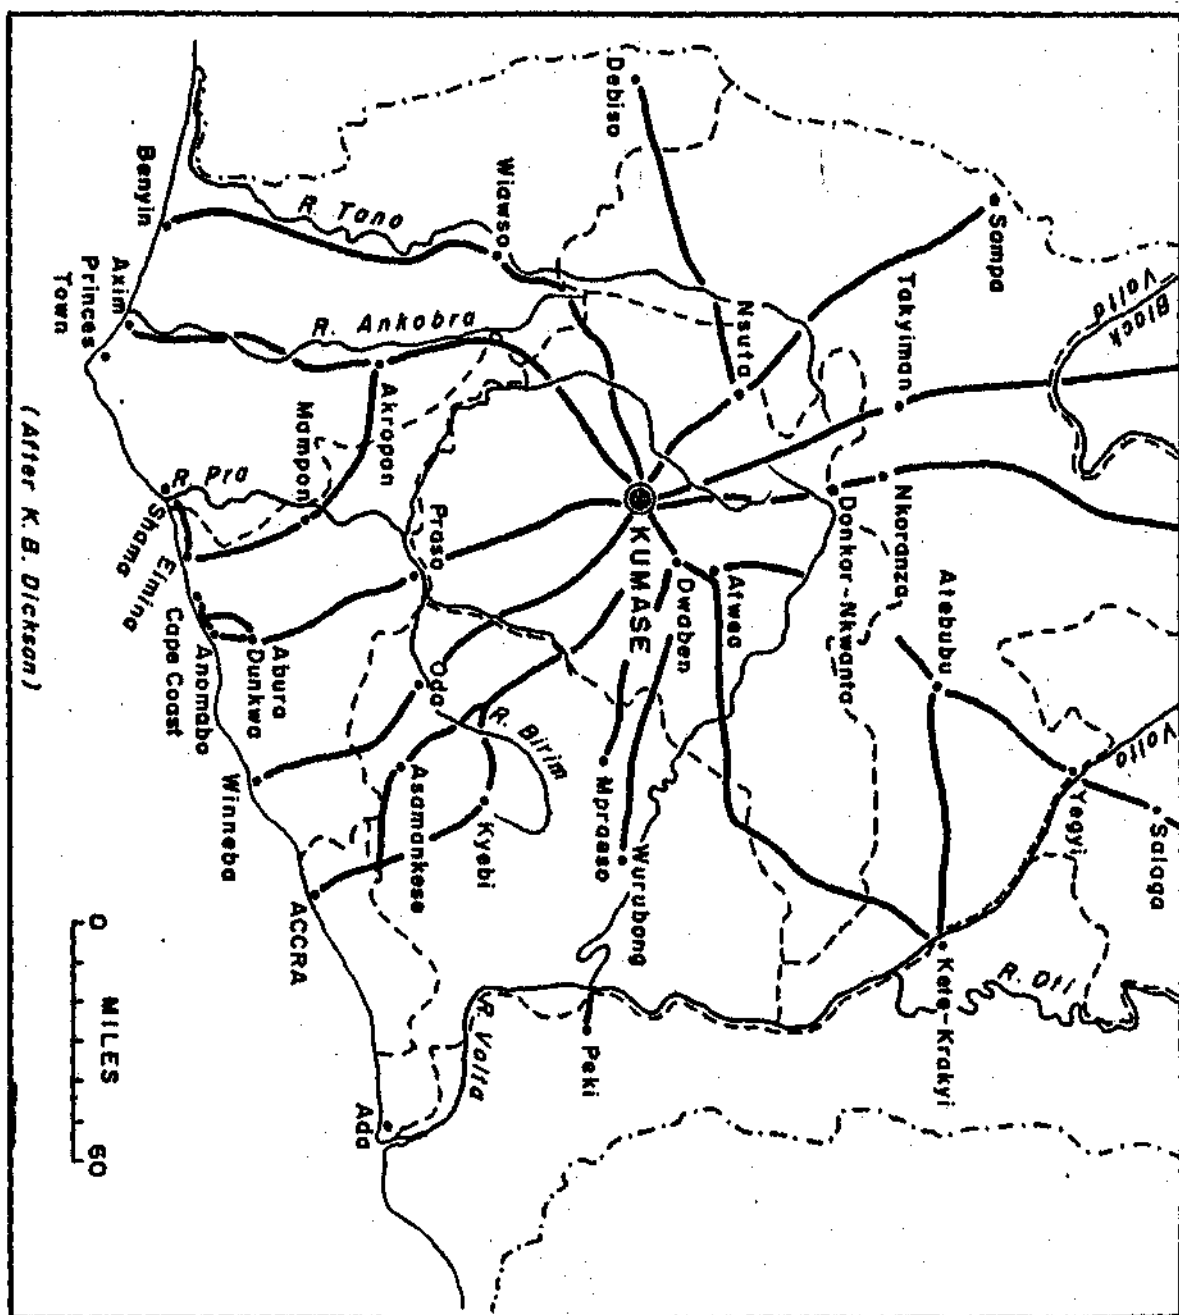 Black
Volta
Volta
Salaga
Yegyi
Sampa
R. Oti
Atebubu
Kete-Krakyi
Takyiman
Nkoranza
Donkor-Nkwanta
Nsuta
Atwea
Dwaben
Debiso
KUMASE
Wurubong
Mpraeso
Peki
Wiawso
R. Birim
Kyebi
R. Volta
Praso
Oda
Asamankese
Akropan
Ada
R. Tano
R. Ankobra
Mampon
ACCRA
Abura
Dunkwa
Winneba
R. Pra
Anomabo
Cape Coast
Elmina
Shama
Benyin
Axim
Princes
Town
MILES
0 60
(After K. B. Dickson)